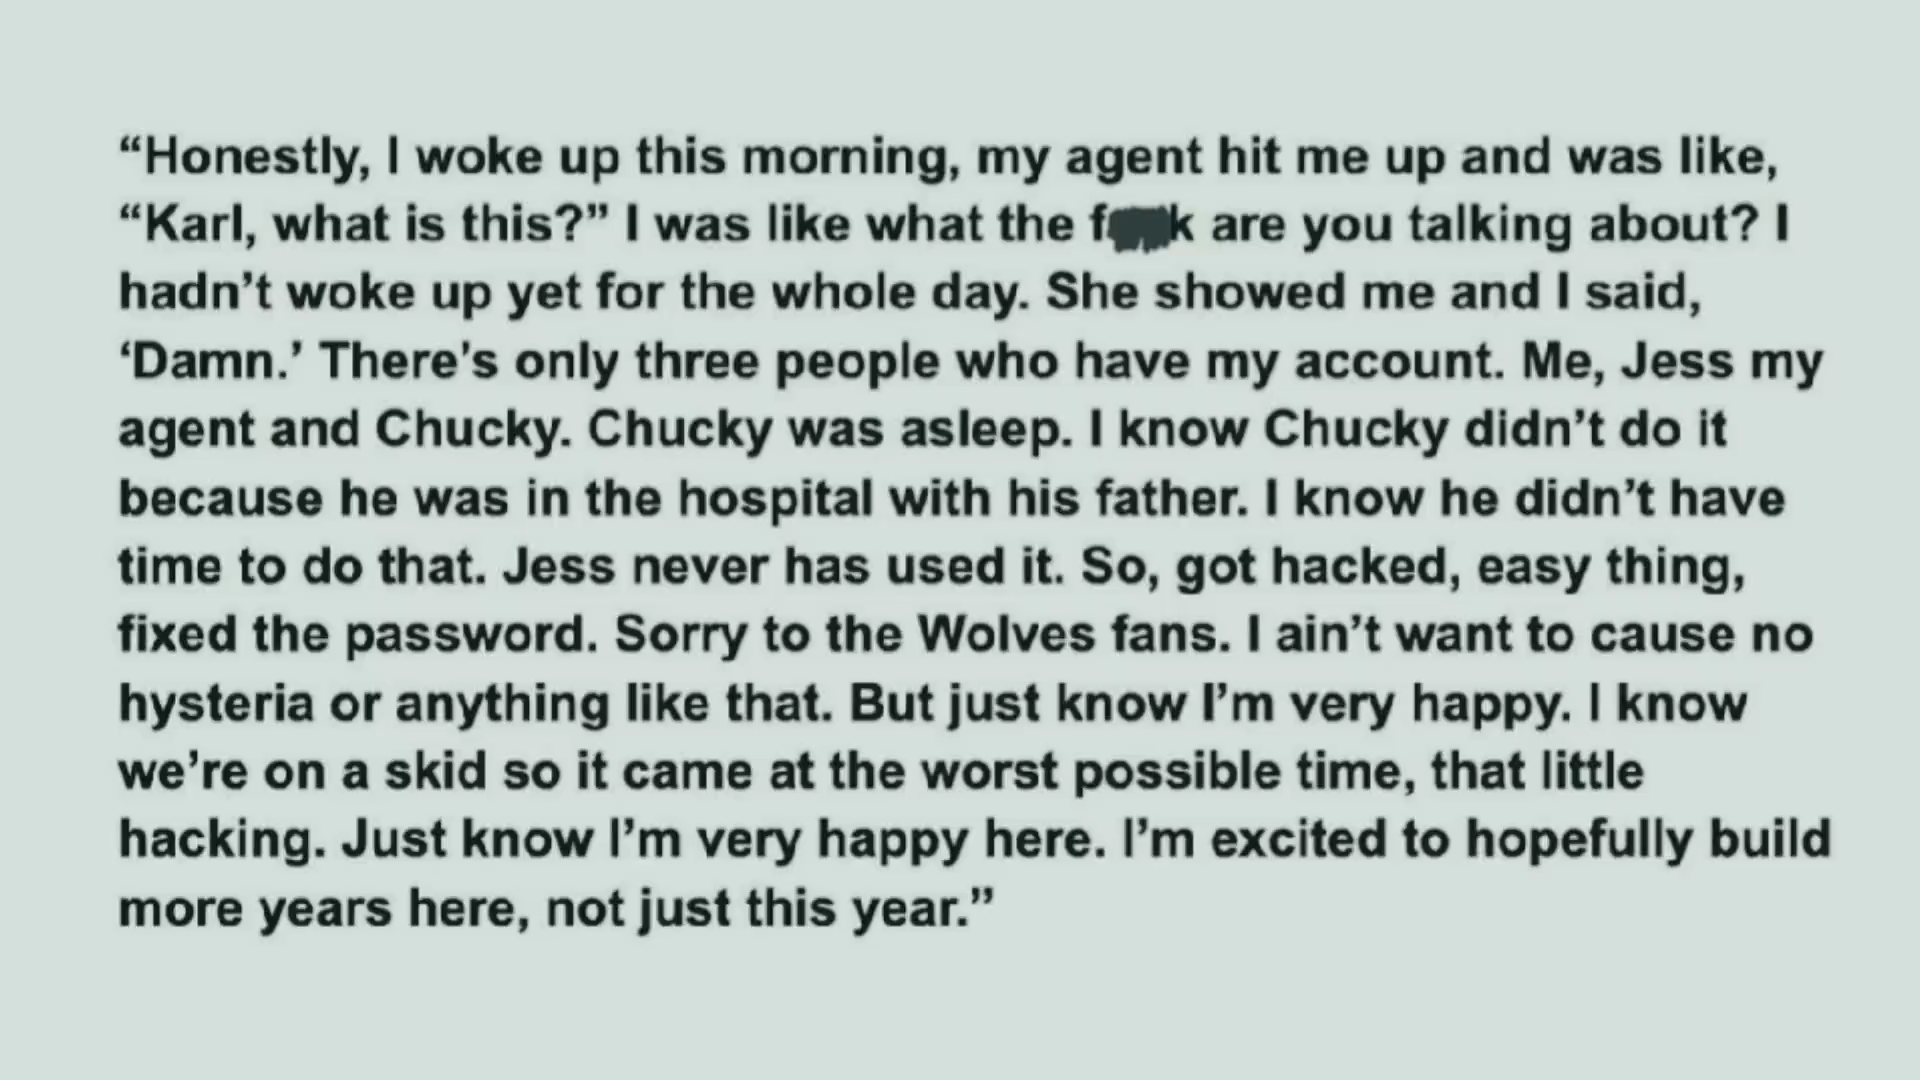 “Honestly, I woke up this morning, my agent hit me up and was like,
“Karl, what is this?” I was like what the f k are you talking about? I
hadn’t woke up yet for the whole day. She showed me and I said,
‘Damn.’ There’s only three people who have my account. Me, Jess my
agent and Chucky. Chucky was asleep. I know Chucky didn’t do it
because he was in the hospital with his father. I know he didn’t have
time to do that. Jess never has used it. So, got hacked, easy thing,
fixed the password. Sorry to the Wolves fans. I ain’t want to cause no
hysteria or anything like that. But just know I’m very happy. I know
we’re on a skid so it came at the worst possible time, that little
hacking. Just know I’m very happy here. I’m excited to hopefully build
more years here, not just this year.”